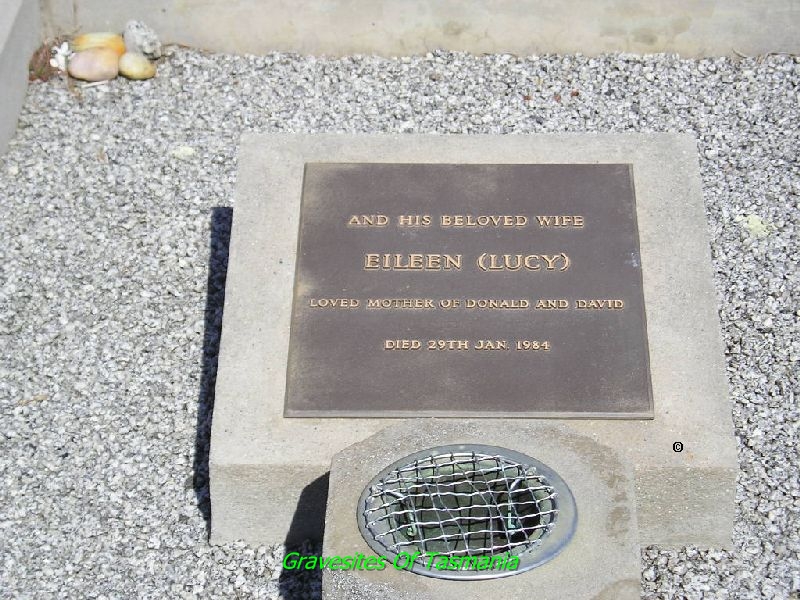 AND HIS BELOVED WIFE
EILEEN (LUCY)
LOVED MOTHER OF DONALD AND DAVID
DIED 29TH JAN. 1984
©
Gravesites Of Tasmania